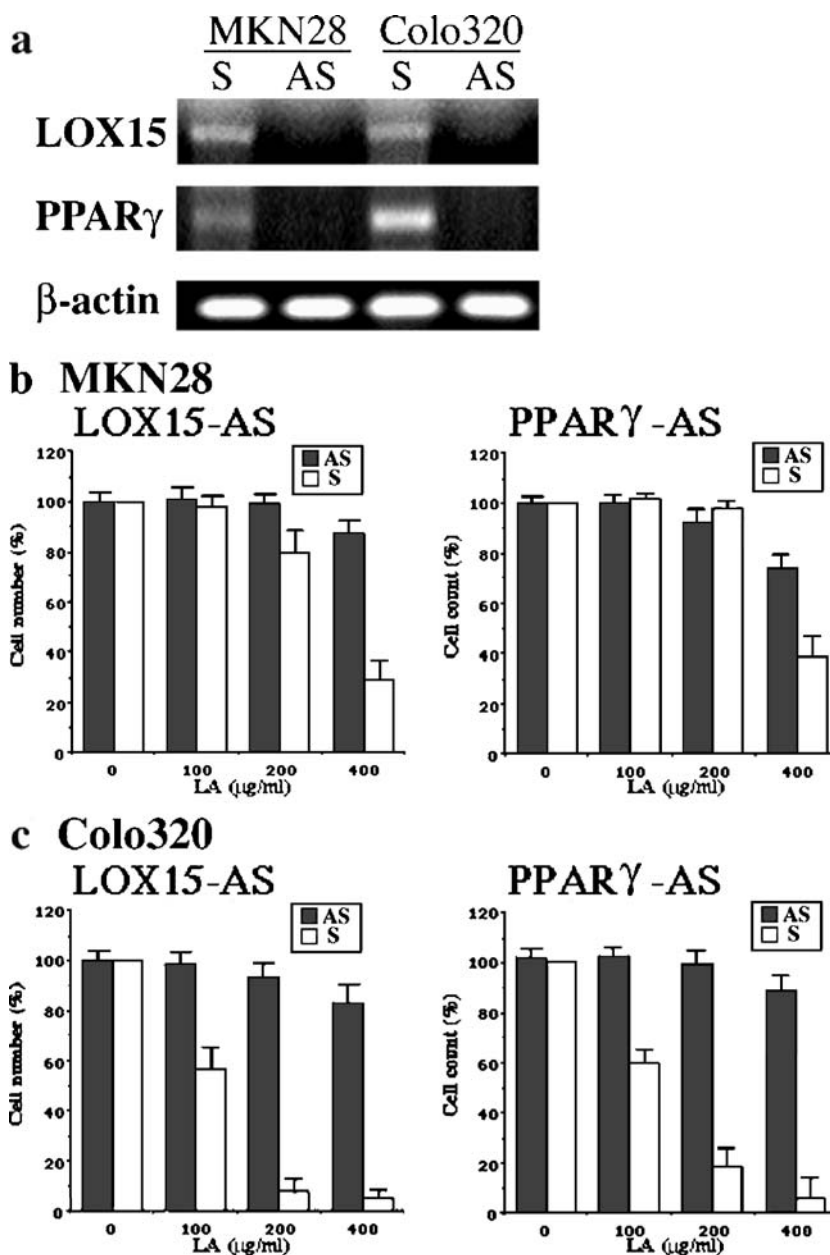 a
MKN28 Colo320
S AS S AS
LOX15
PPARγ
β-actin
b MKN28
LOX15-AS
AS
S
120
100
80
60
40
20
0
Cell number (%)
0 100 200 400
LA (μg/ml)
PPARγ-AS
AS
S
120
100
80
60
40
20
0
Cell count (%)
0 100 200 400
LA (μg/ml)
c Colo320
LOX15-AS
AS
S
120
100
80
60
40
20
0
Cell number (%)
0 100 200 400
LA (μg/ml)
PPARγ-AS
AS
S
120
100
80
60
40
20
0
Cell count (%)
0 100 200 400
LA (μg/ml)